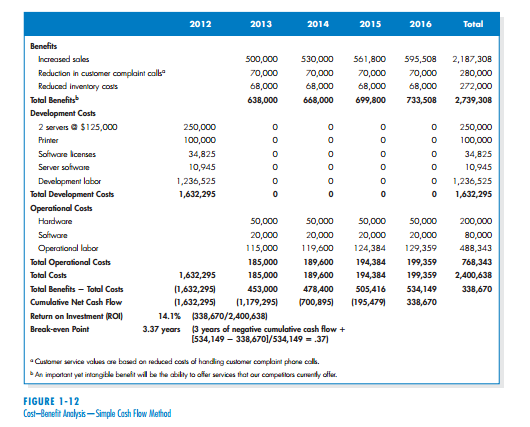 2012 2013 2014 2015 2016 Total
Benefits
Increased sales 500,000 530,000 561,800 595,508 2,187,308
Reduction in customer complaint callsᵃ 70,000 70,000 70,000 70,000 280,000
Reduced inventory costs 68,000 68,000 68,000 68,000 272,000
Total Benefitsᵇ 638,000 668,000 699,800 733,508 2,739,308
Development Costs
2 servers @ $125,000 250,000 0 0 0 0 250,000
Printer 100,000 0 0 0 0 100,000
Software licenses 34,825 0 0 0 0 34,825
Server software 10,945 0 0 0 0 10,945
Development labor 1,236,525 0 0 0 0 1,236,525
Total Development Costs 1,632,295 0 0 0 0 1,632,295
Operational Costs
Hardware 50,000 50,000 50,000 50,000 200,000
Software 20,000 20,000 20,000 20,000 80,000
Operational labor 115,000 119,600 124,384 129,359 488,343
Total Operational Costs 185,000 189,600 194,384 199,359 768,343
Total Costs 1,632,295 185,000 189,600 194,384 199,359 2,400,638
Total Benefits – Total Costs (1,632,295) 453,000 478,400 505,416 534,149 338,670
Cumulative Net Cash Flow (1,632,295) (1,179,295) (700,895) (195,479) 338,670
Return on Investment (ROI) 14.1% (338,670/2,400,638)
Break-even Point 3.37 years (3 years of negative cumulative cash flow +
[534,149 – 338,670]/534,149 = .37)
ᵃ Customer service values are based on reduced costs of handling customer complaint phone calls.
ᵇ An important yet intangible benefit will be the ability to offer services that our competitors currently offer.
FIGURE 1-12
Cost–Benefit Analysis—Simple Cash Flow Method